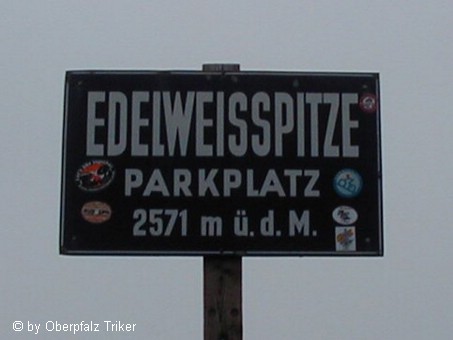 EDELWEISSPITZE
PARKPLATZ
2571 m ü. d. M.
© by Oberpfalz Triker